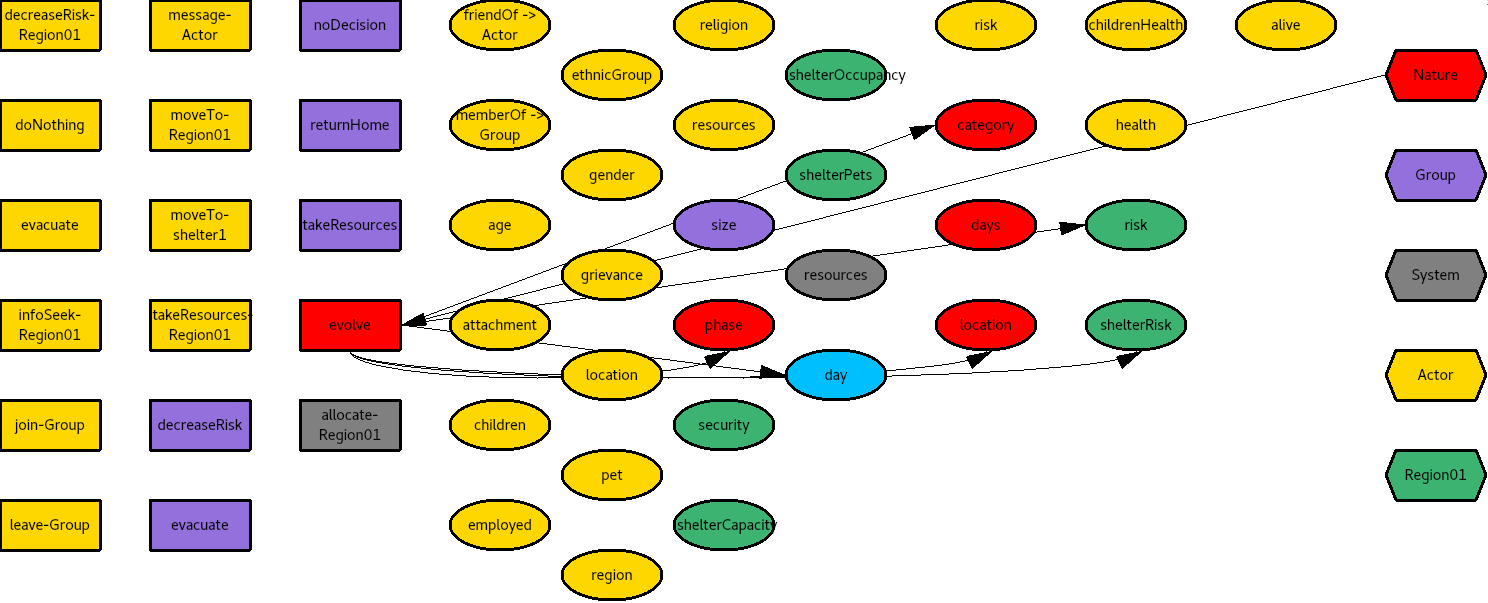 decreaseRisk-
Region01
message-
Actor
noDecision
friendOf ->
Actor
religion
risk
childrenHealth
alive
ethnicGroup
shelterOccupancy
Nature
doNothing
moveTo-
Region01
returnHome
memberOf ->
Group
resources
category
health
gender
shelterPets
Group
evacuate
moveTo-
shelter1
takeResources
age
size
days
risk
grievance
resources
System
infoSeek-
Region01
takeResources-
Region01
evolve
attachment
phase
location
shelterRisk
location
day
Actor
join-Group
decreaseRisk
allocate-
Region01
children
security
pet
Region01
leave-Group
evacuate
employed
shelterCapacity
region